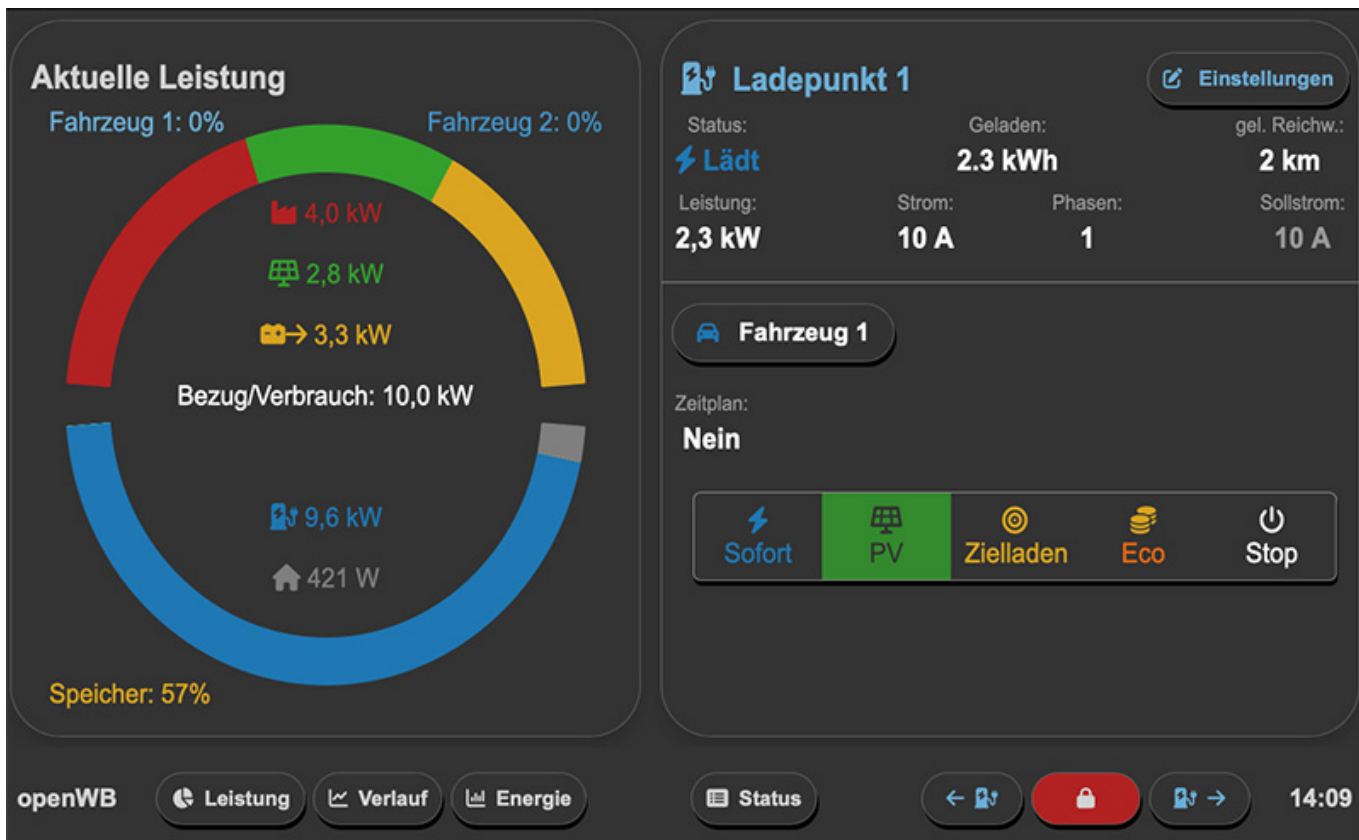 Aktuelle Leistung
Fahrzeug 1: 0%
Fahrzeug 2: 0%
4,0 kW
2,8 kW
3,3 kW
Bezug/Verbrauch: 10,0 kW
9,6 kW
421 W
Speicher: 57%
Ladepunkt 1
Einstellungen
Status: Geladen: gel. Reichw.:
Lädt 2.3 kWh 2 km
Leistung: Strom: Phasen: Sollstrom:
2,3 kW 10 A 1 10 A
Fahrzeug 1
Zeitplan:
Nein
Sofort PV Zielladen Eco Stop
openWB Leistung Verlauf Energie Status 14:09